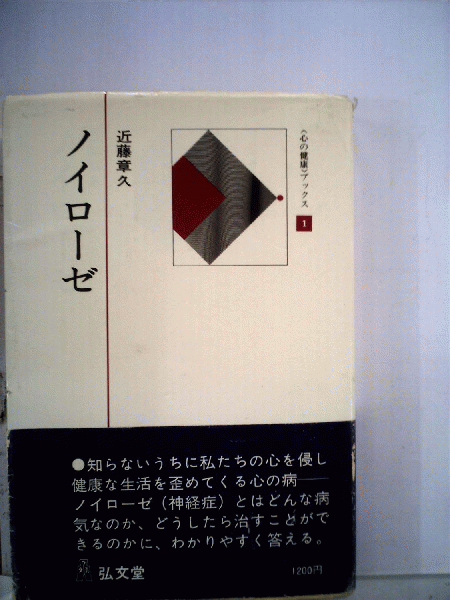 〈心の健康〉ブックス
1
近藤章久
ノイローゼ
●知らないうちに私たちの心を侵し
健康な生活を歪めてくる心の病──
ノイローゼ（神経症）とはどんな病
気なのか、どうしたら治すことがで
きるのかに、わかりやすく答える。
弘文堂
1200円